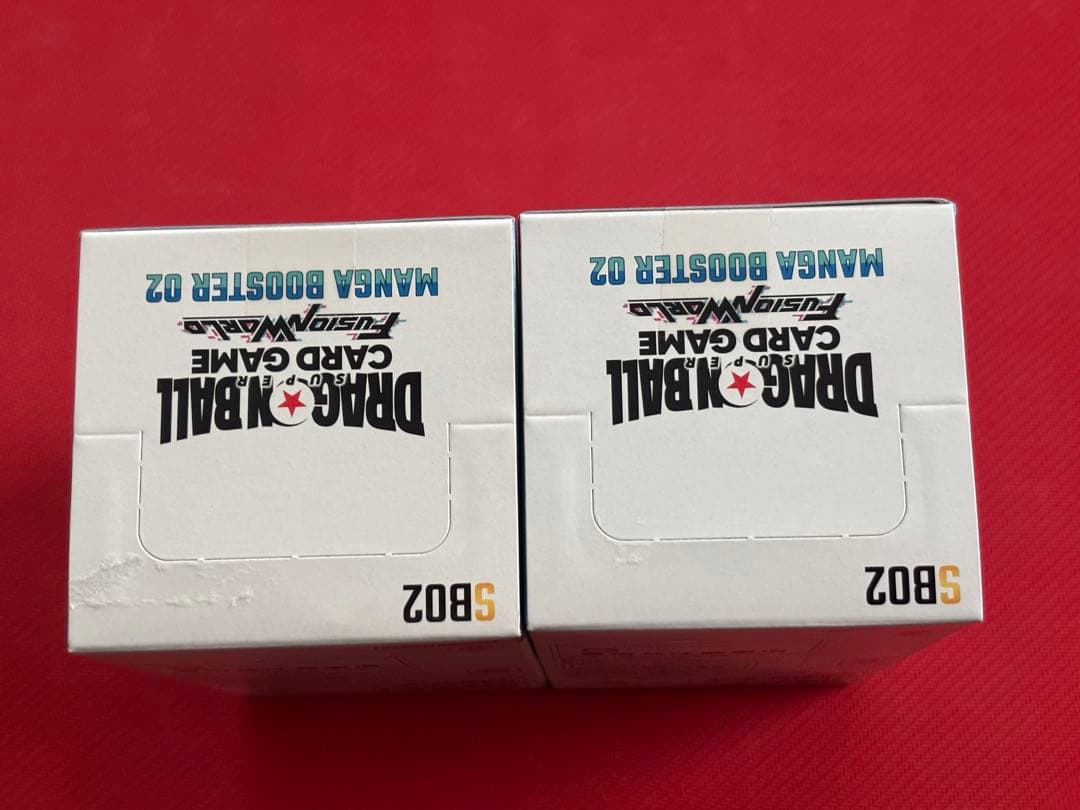 DRAGON BALL
SUPER
CARD GAME
FUSION WORLD
MANGA BOOSTER 02
SB02
DRAGON BALL
SUPER
CARD GAME
FUSION WORLD
MANGA BOOSTER 02
SB02